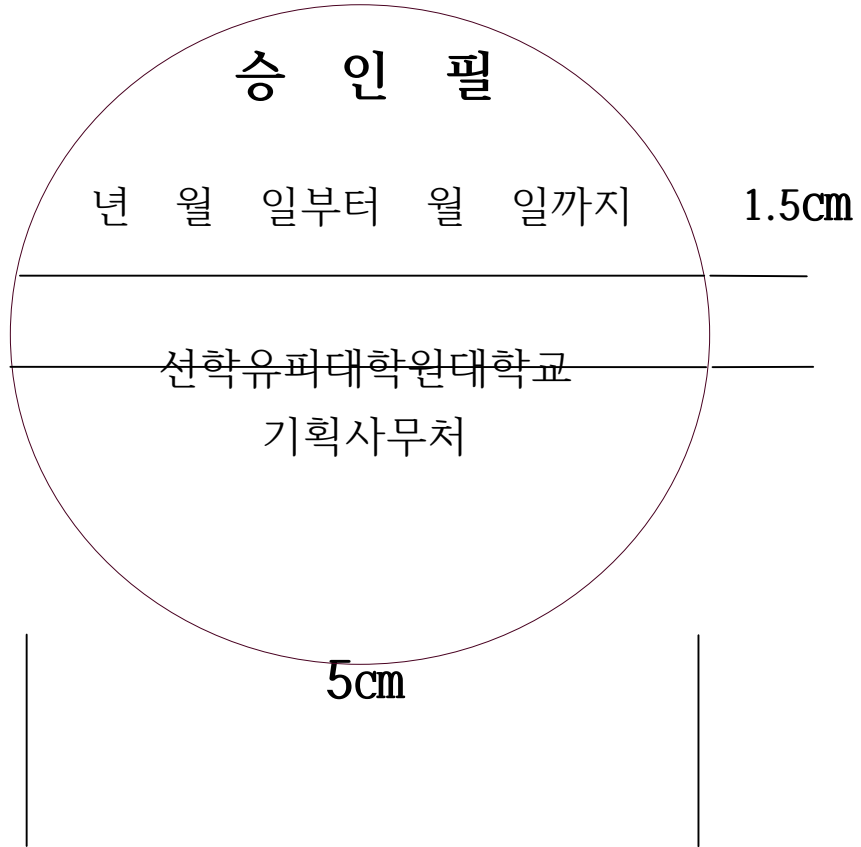 승 인 필
년 월 일부터 월 일까지
1.5cm
선학유피대학원대학교
기획사무처
5cm